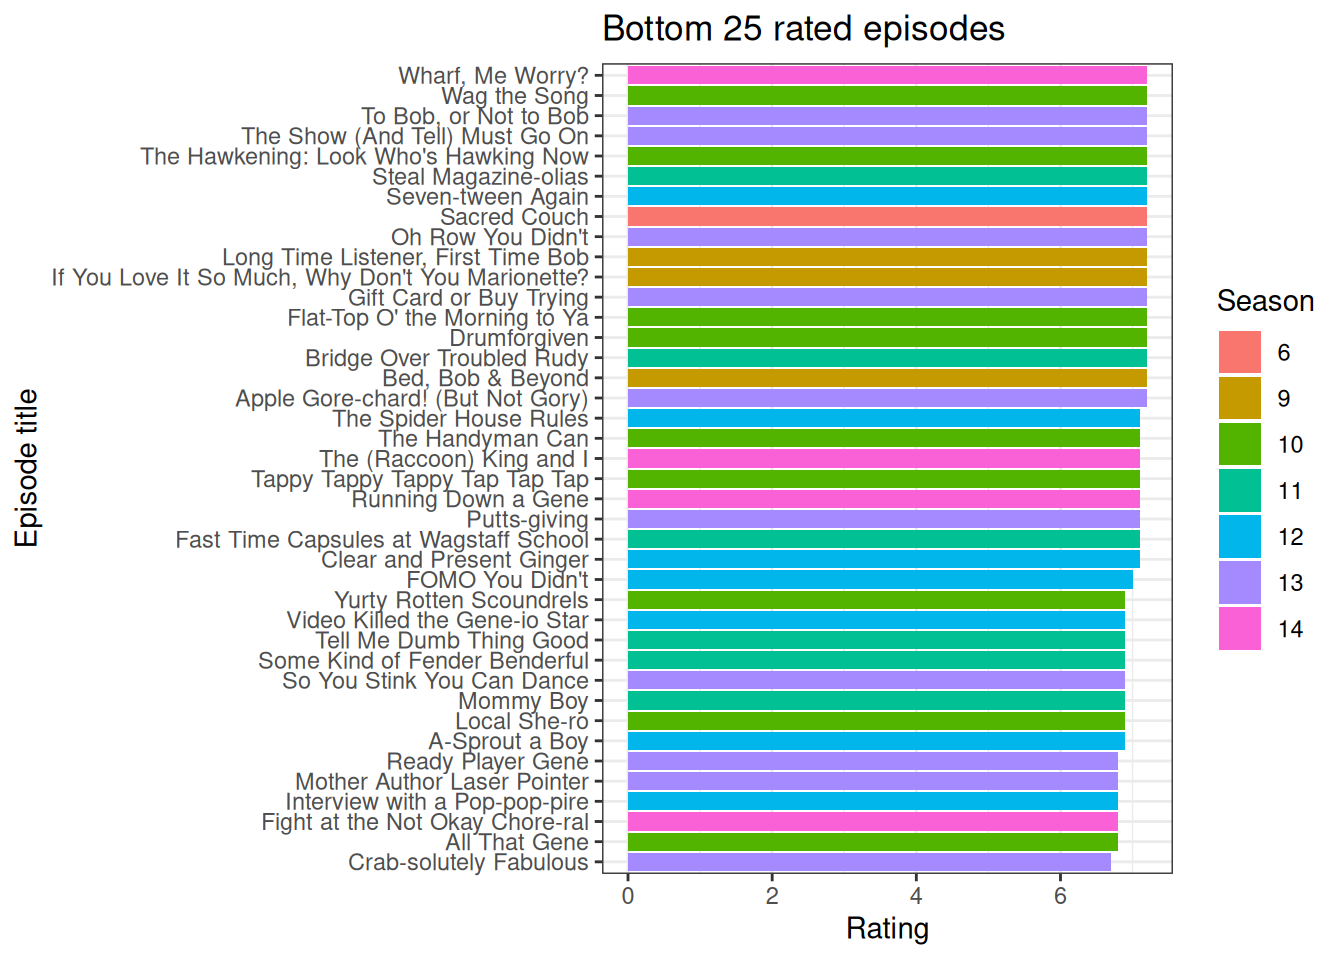 Bottom 25 rated episodes
Wharf, Me Worry?
Wag the Song
To Bob, or Not to Bob
The Show (And Tell) Must Go On
The Hawkening: Look Who's Hawking Now
Steal Magazine-olias
Seven-tween Again
Sacred Couch
Oh Row You Didn't
Long Time Listener, First Time Bob
If You Love It So Much, Why Don't You Marionette?
Gift Card or Buy Trying
Flat-Top O' the Morning to Ya
Drumforgiven
Bridge Over Troubled Rudy
Bed, Bob & Beyond
Apple Gore-chard! (But Not Gory)
The Spider House Rules
The Handyman Can
The (Raccoon) King and I
Tappy Tappy Tappy Tap Tap Tap
Running Down a Gene
Putts-giving
Fast Time Capsules at Wagstaff School
Clear and Present Ginger
FOMO You Didn't
Yurty Rotten Scoundrels
Video Killed the Gene-io Star
Tell Me Dumb Thing Good
Some Kind of Fender Benderful
So You Stink You Can Dance
Mommy Boy
Local She-ro
A-Sprout a Boy
Ready Player Gene
Mother Author Laser Pointer
Interview with a Pop-pop-pire
Fight at the Not Okay Chore-ral
All That Gene
Crab-solutely Fabulous
Episode title
0 2 4 6
Rating
Season
6
9
10
11
12
13
14